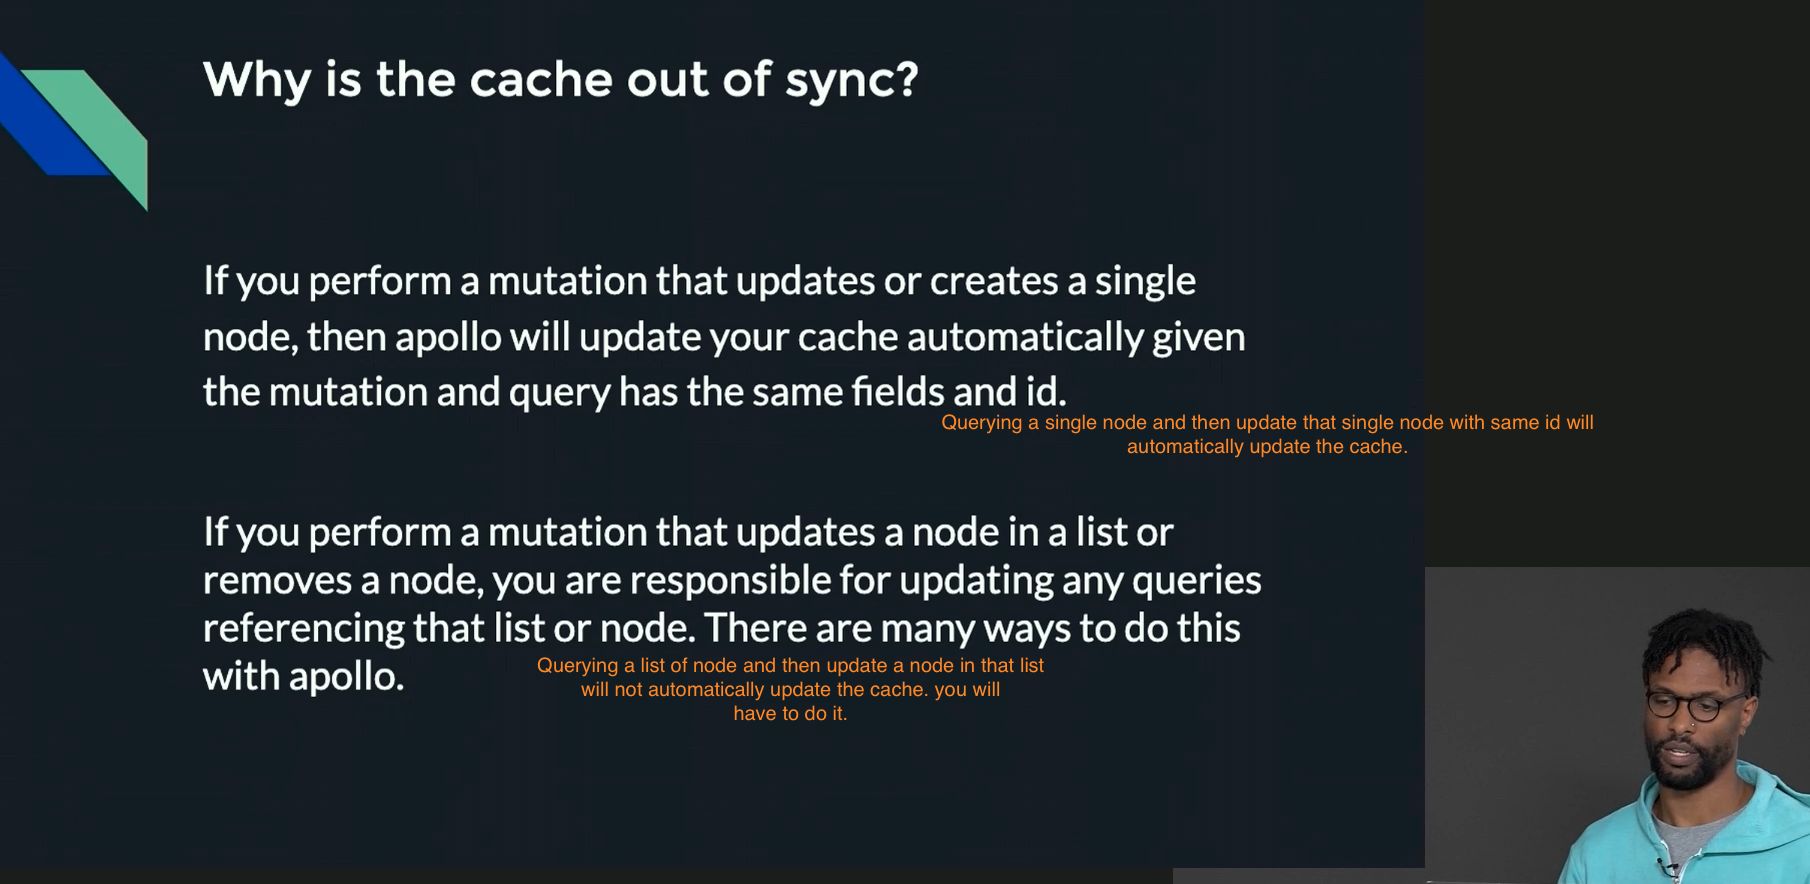 Why is the cache out of sync?
If you perform a mutation that updates or creates a single
node, then apollo will update your cache automatically given
the mutation and query has the same fields and id.
Querying a single node and then update that single node with same id will
automatically update the cache.
If you perform a mutation that updates a node in a list or
removes a node, you are responsible for updating any queries
referencing that list or node. There are many ways to do this
with apollo.
Querying a list of node and then update a node in that list
will not automatically update the cache. you will
have to do it.